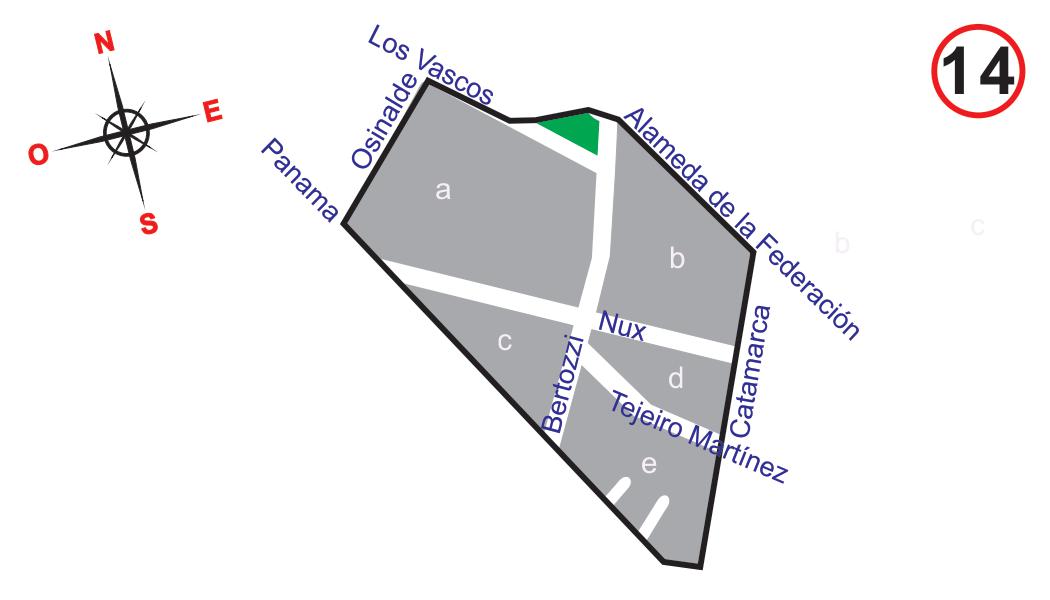 N
E
O
S
14
Los Vascos
Osinalde
Panama
Alameda de la Federación
a
b
b
c
Nux
Catamarca
c
Bertozzi
d
Tejeiro Martínez
e